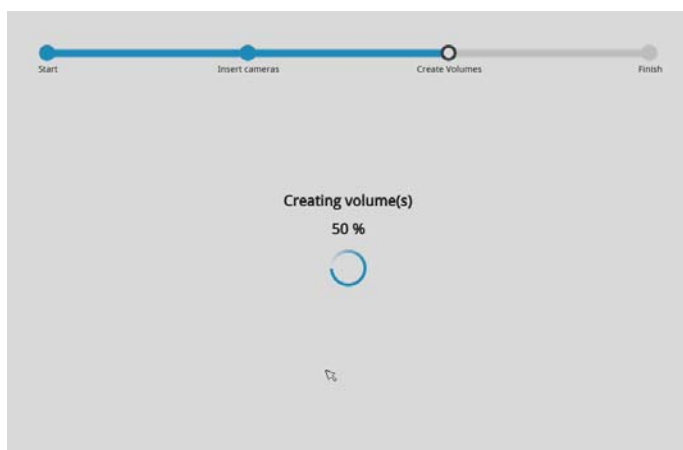 Start
Insert cameras
Create Volumes
Finish
Creating volume(s)
50 %